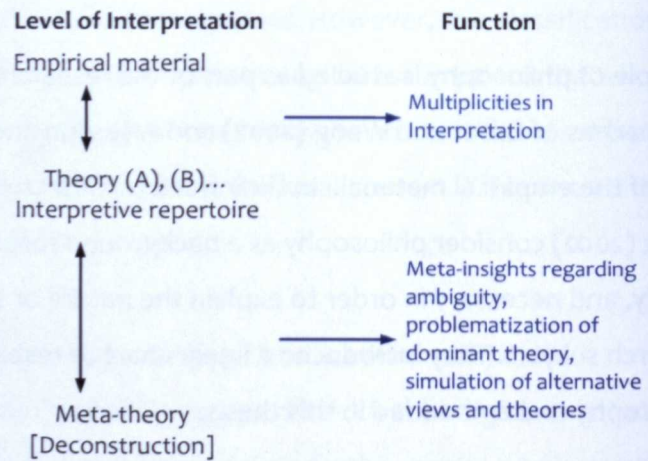 Level of Interpretation
Function
Empirical material
Multiplicities in
Interpretation
Theory (A), (B)...
Interpretive repertoire
Meta-insights regarding
ambiguity,
problematization of
dominant theory,
simulation of alternative
views and theories
Meta-theory
[Deconstruction]